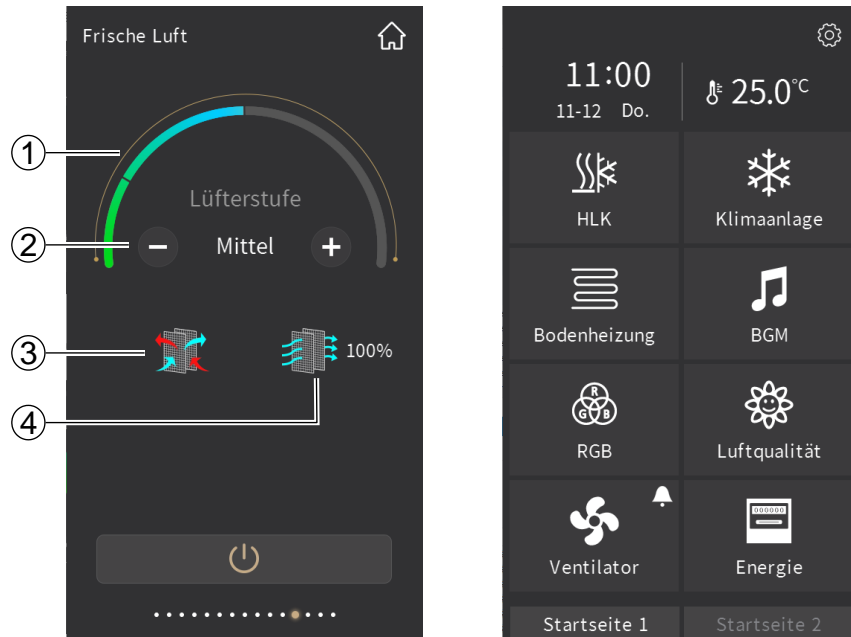 Frische Luft
1
Lüfterstufe
2
Mittel
3
100%
4
11:00
11-12 Do.
25.0°C
HLK
Klimaanlage
Bodenheizung
BGM
R
G B
RGB
Luftqualität
000000
Ventilator
Energie
Startseite 1
Startseite 2